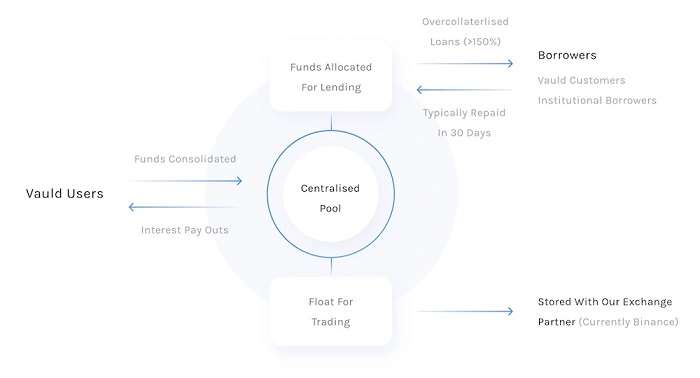 Overcollaterlised
Loans (>150%)
Funds Allocated
For Lending
Borrowers
Vauld Customers
Institutional Borrowers
Typically Repaid
In 30 Days
Funds Consolidated
Vauld Users
Interest Pay Outs
Centralised
Pool
Float For
Trading
Stored With Our Exchange
Partner (Currently Binance)